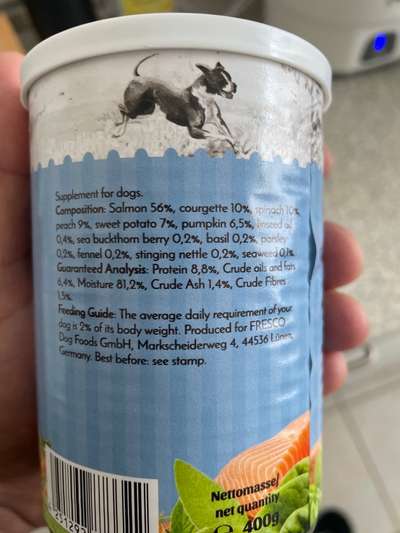 Supplement for dogs.
Composition: Salmon 56%, courgette 10%, spinach 10%,
peach 9%, sweet potato 7%, pumpkin 6,5%, linseed oil
0,4%, sea buckthorn berry 0,2%, basil 0,2%, parsley
0,2%, fennel 0,2%, stinging nettle 0,2%, seaweed 0,1%.
Guaranteed Analysis: Protein 8,8%, Crude oils and fats
6,4%, Moisture 81,2%, Crude Ash 1,4%, Crude Fibres
1,5%.
Feeding Guide: The average daily requirement of your
dog is 2% of its body weight. Produced for FRESCO
Dog Foods GmbH, Markscheiderweg 4, 44536 Lünen,
Germany. Best before: see stamp.
Nettomasse/
net quantity
℮ 400g